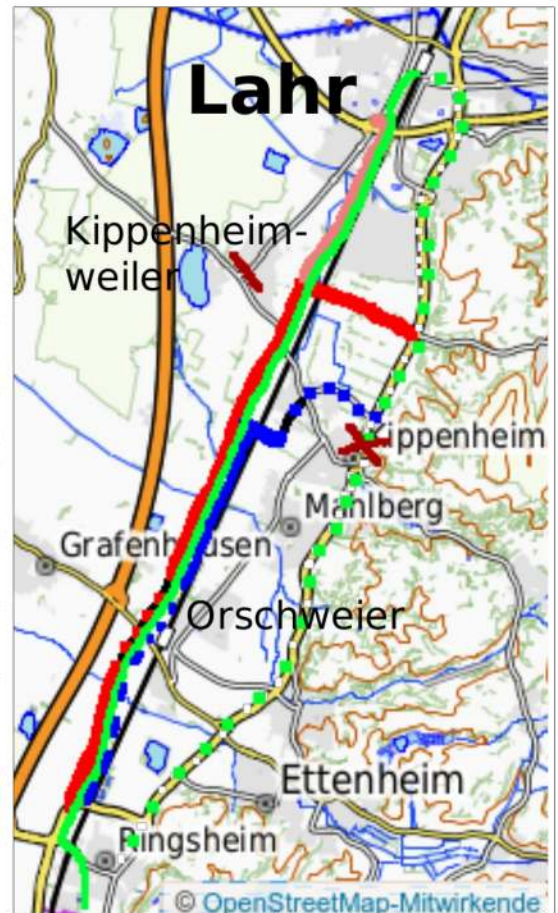 Lahr
Kippenheim-
weiler
Kippenheim
Mahlberg
Grafenhausen
Orschweier
Ettenheim
Ringsheim
© OpenStreetMap-Mitwirkende